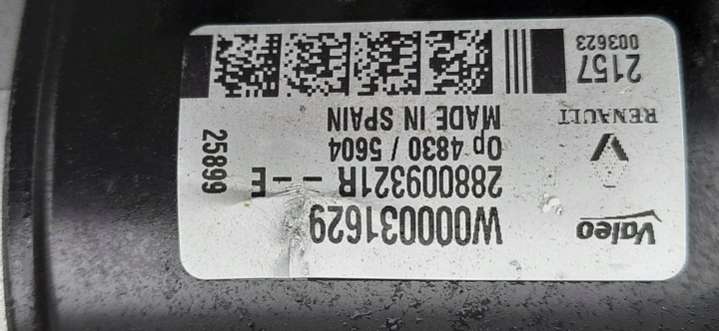 Valeo
W000031629
288009321R - - - E
Op 4830 / 5604
MADE IN SPAIN
25899
RENAULT
2157
003623